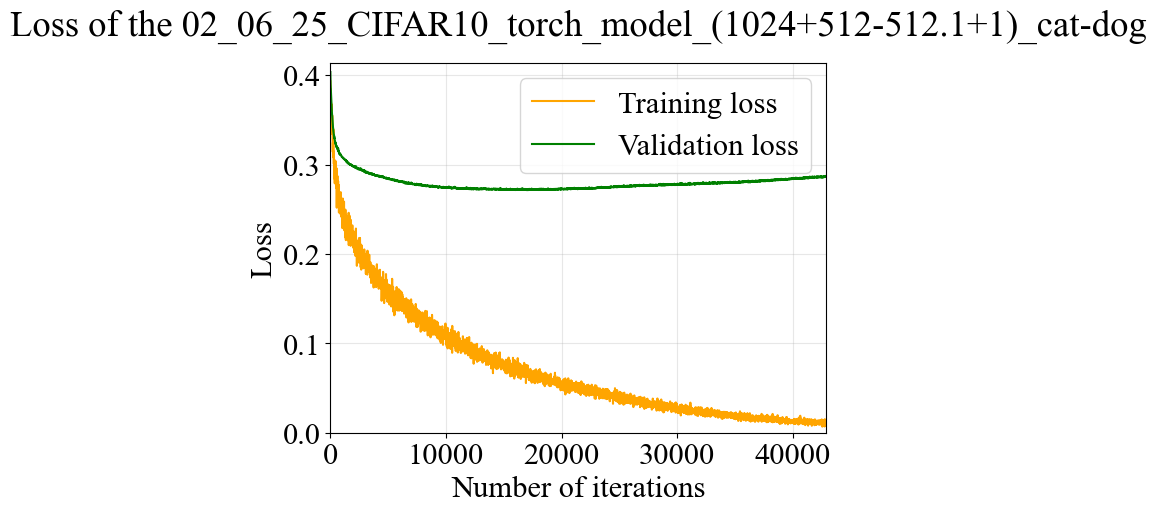 Loss of the 02_06_25_CIFAR10_torch_model_(1024+512-512.1+1)_cat-dog
0.4
Training loss
Validation loss
0.3
0.2
Loss
0.1
0.0
0 10000 20000 30000 40000
Number of iterations